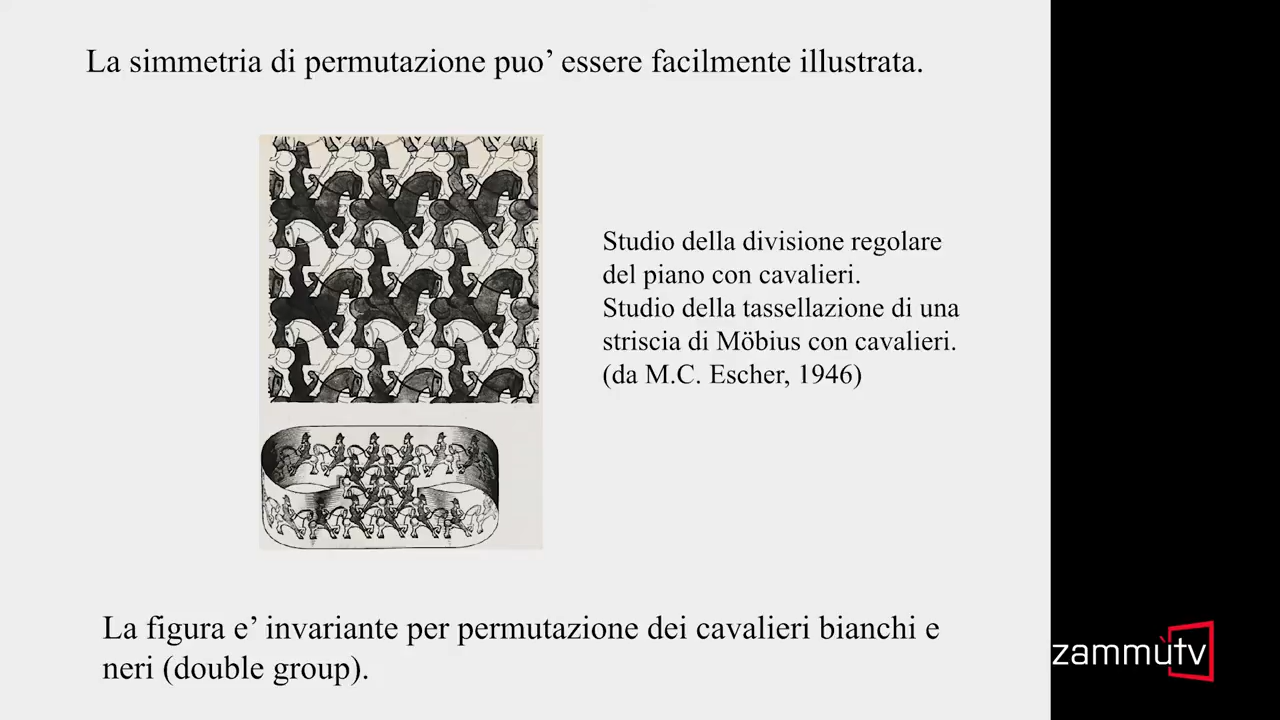 La simmetria di permutazione puo’ essere facilmente illustrata.
Studio della divisione regolare
del piano con cavalieri.
Studio della tassellazione di una
striscia di Möbius con cavalieri.
(da M.C. Escher, 1946)
La figura e’ invariante per permutazione dei cavalieri bianchi e
neri (double group).
zammùtv